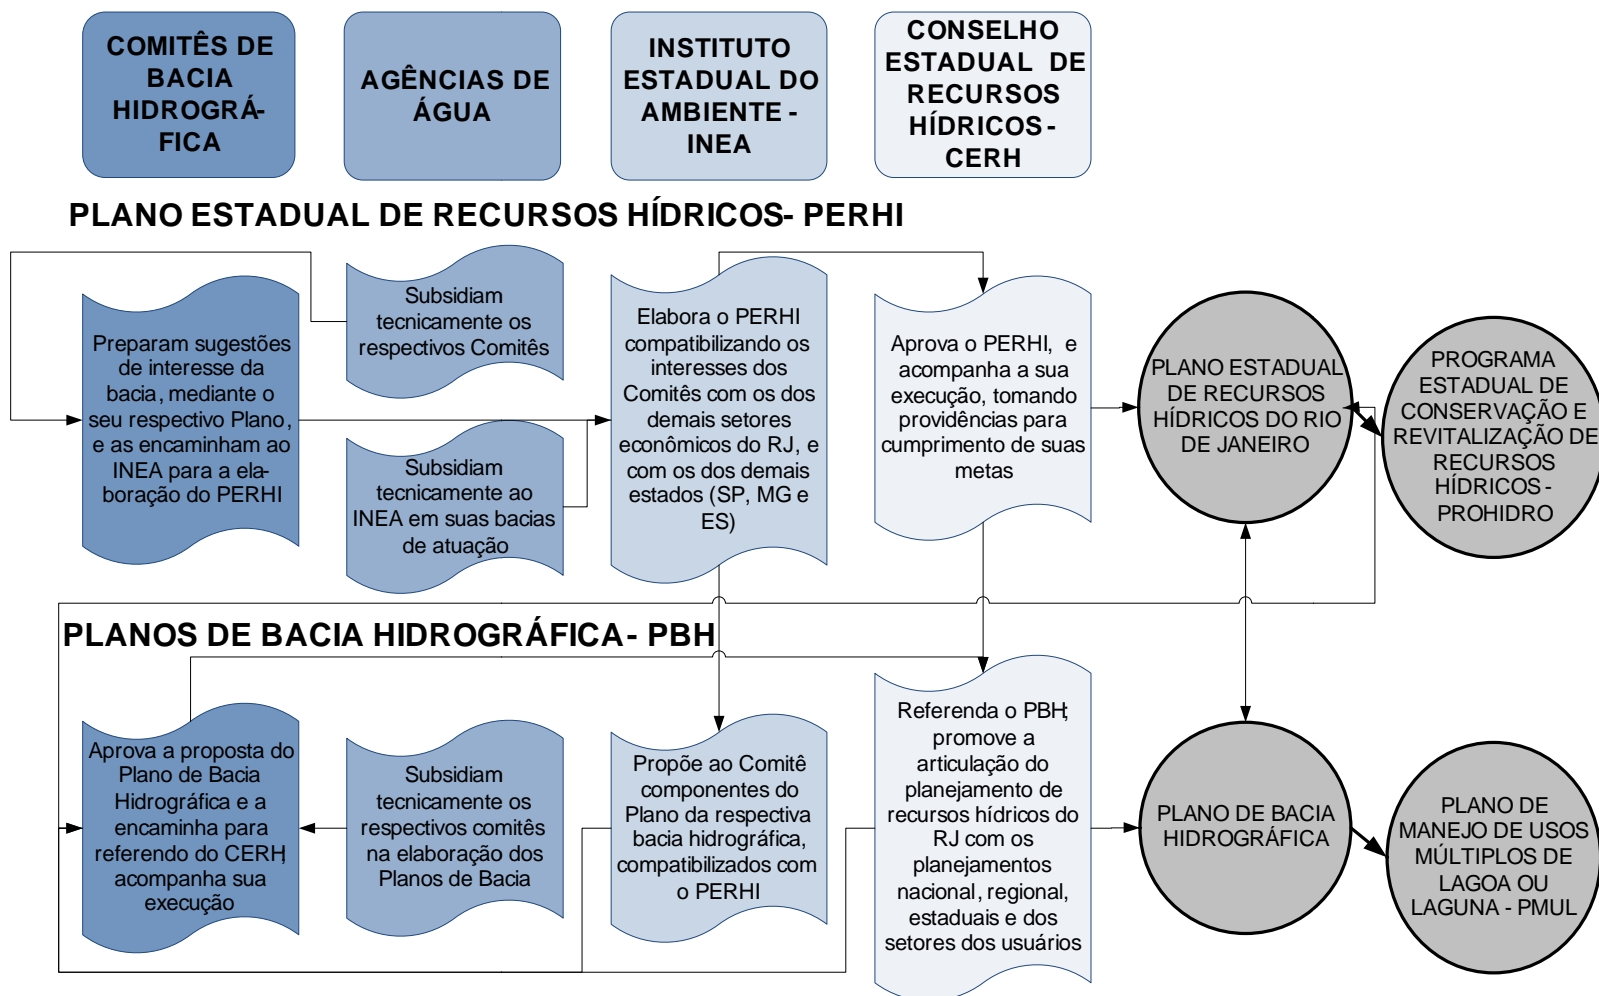 COMITÊS DE
BACIA
HIDROGRÁ-
FICA
AGÊNCIAS DE
ÁGUA
INSTITUTO
ESTADUAL DO
AMBIENTE -
INEA
CONSELHO
ESTADUAL DE
RECURSOS
HÍDRICOS -
CERH
PLANO ESTADUAL DE RECURSOS HÍDRICOS- PERHI
Preparam sugestões
de interesse da
bacia, mediante o
seu respectivo Plano,
e as encaminham ao
INEA para a ela-
boração do PERHI
Subsidiam
tecnicamente os
respectivos Comitês
Subsidiam
tecnicamente ao
INEA em suas bacias
de atuação
Elabora o PERHI
compatibilizando os
interesses dos
Comitês com os dos
demais setores
econômicos do RJ, e
com os dos demais
estados (SP, MG e
ES)
Aprova o PERHI, e
acompanha a sua
execução, tomando
providências para
cumprimento de suas
metas
PLANO ESTADUAL
DE RECURSOS
HÍDRICOS DO RIO
DE JANEIRO
PROGRAMA
ESTADUAL DE
CONSERVAÇÃO E
REVITALIZAÇÃO DE
RECURSOS
HÍDRICOS -
PROHIDRO
PLANOS DE BACIA HIDROGRÁFICA- PBH
Aprova a proposta do
Plano de Bacia
Hidrográfica e a
encaminha para
referendo do CERH;
acompanha sua
execução
Subsidiam
tecnicamente os
respectivos comitês
na elaboração dos
Planos de Bacia
Propõe ao Comitê
componentes do
Plano da respectiva
bacia hidrográfica,
compatibilizados com
o PERHI
Referenda o PBH;
promove a
articulação do
planejamento de
recursos hídricos do
RJ com os
planejamentos
nacional, regional,
estaduais e dos
setores dos usuários
PLANO DE BACIA
HIDROGRÁFICA
PLANO DE
MANEJO DE USOS
MÚLTIPLOS DE
LAGOA OU
LAGUNA - PMUL